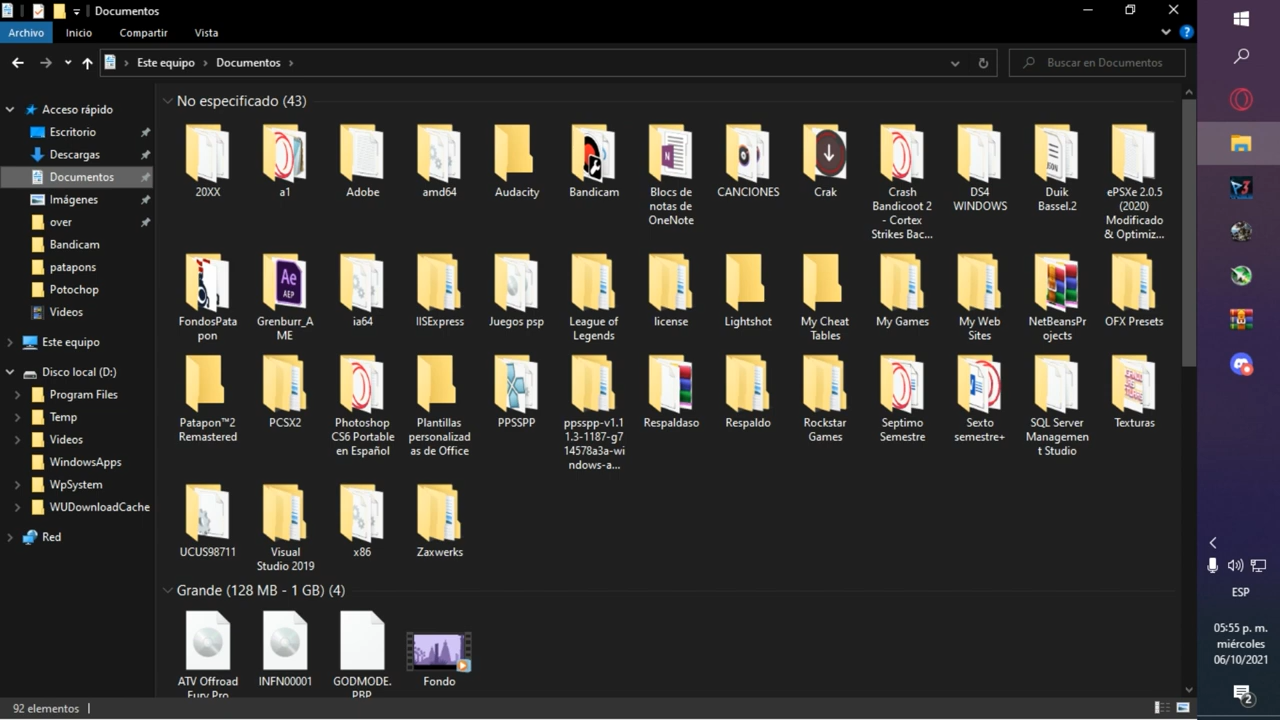 Documentos
Archivo Inicio Compartir Vista
Este equipo Documentos
Buscar en Documentos
Acceso rápido
Escritorio
Descargas
Documentos
Imágenes
over
Bandicam
patapons
Potochop
Videos
Este equipo
Disco local (D:)
Program Files
Temp
Videos
WindowsApps
WpSystem
WUDownloadCache
Red
No especificado (43)
20XX
a1
Adobe
amd64
Audacity
Bandicam
Blocs de
notas de
OneNote
CANCIONES
Crak
Crash
Bandicoot 2
- Cortex
Strikes Bac...
DS4
WINDOWS
Duik
Bassel.2
ePSXe 2.0.5
(2020)
Modificado
& Optimiz...
FondosPata
pon
Ae
AEP
Grenburr_A
ME
ia64
IISExpress
Juegos psp
League of
Legends
license
Lightshot
My Cheat
Tables
My Games
My Web
Sites
NetBeansPr
ojects
OFX Presets
Patapon™2
Remastered
PCSX2
Photoshop
CS6 Portable
en Español
Plantillas
personalizad
as de Office
PPSSPP
ppsspp-v1.1
1.3-1187-g7
14578a3a-wi
ndows-a...
Respaldaso
Respaldo
Rockstar
Games
Septimo
Semestre
Sexto
semestre+
SQL Server
Managemen
t Studio
Texturas
UCUS98711
Visual
Studio 2019
x86
Zaxwerks
Grande (128 MB - 1 GB) (4)
ATV Offroad
Fury Pro
INFN00001
GODMODE.
PBP
Fondo
92 elementos
ESP
05:55 p. m.
miércoles
06/10/2021
2